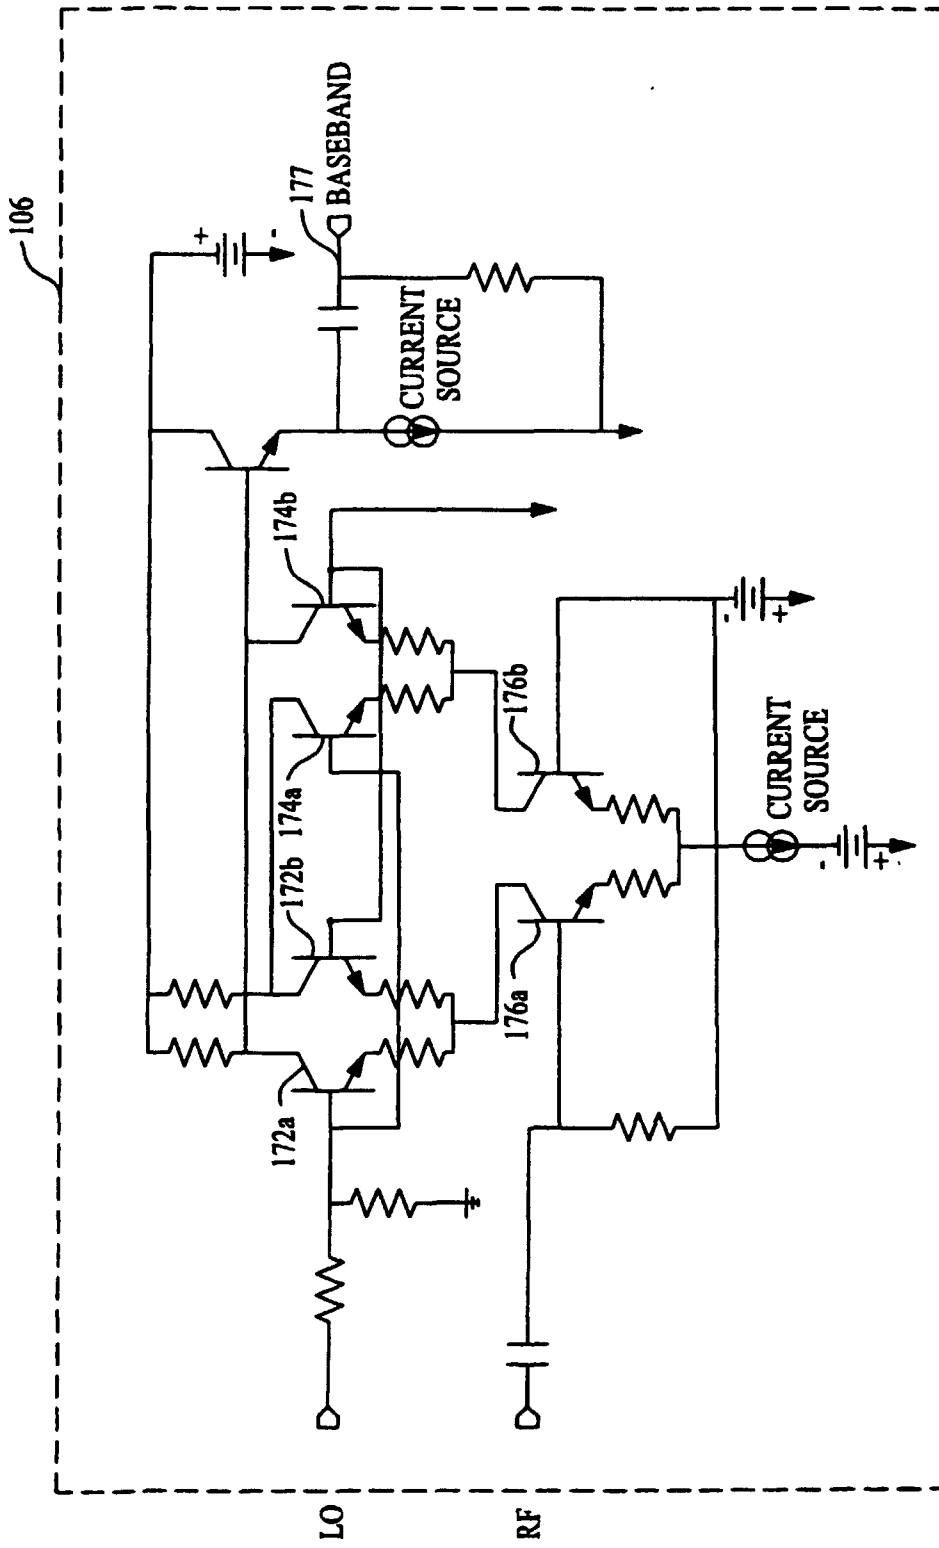 106
+
-
177
BASEBAND
CURRENT
SOURCE
174b
174a
172b
172a
176b
176a
-
+
CURRENT
SOURCE
-
+
LO
RF